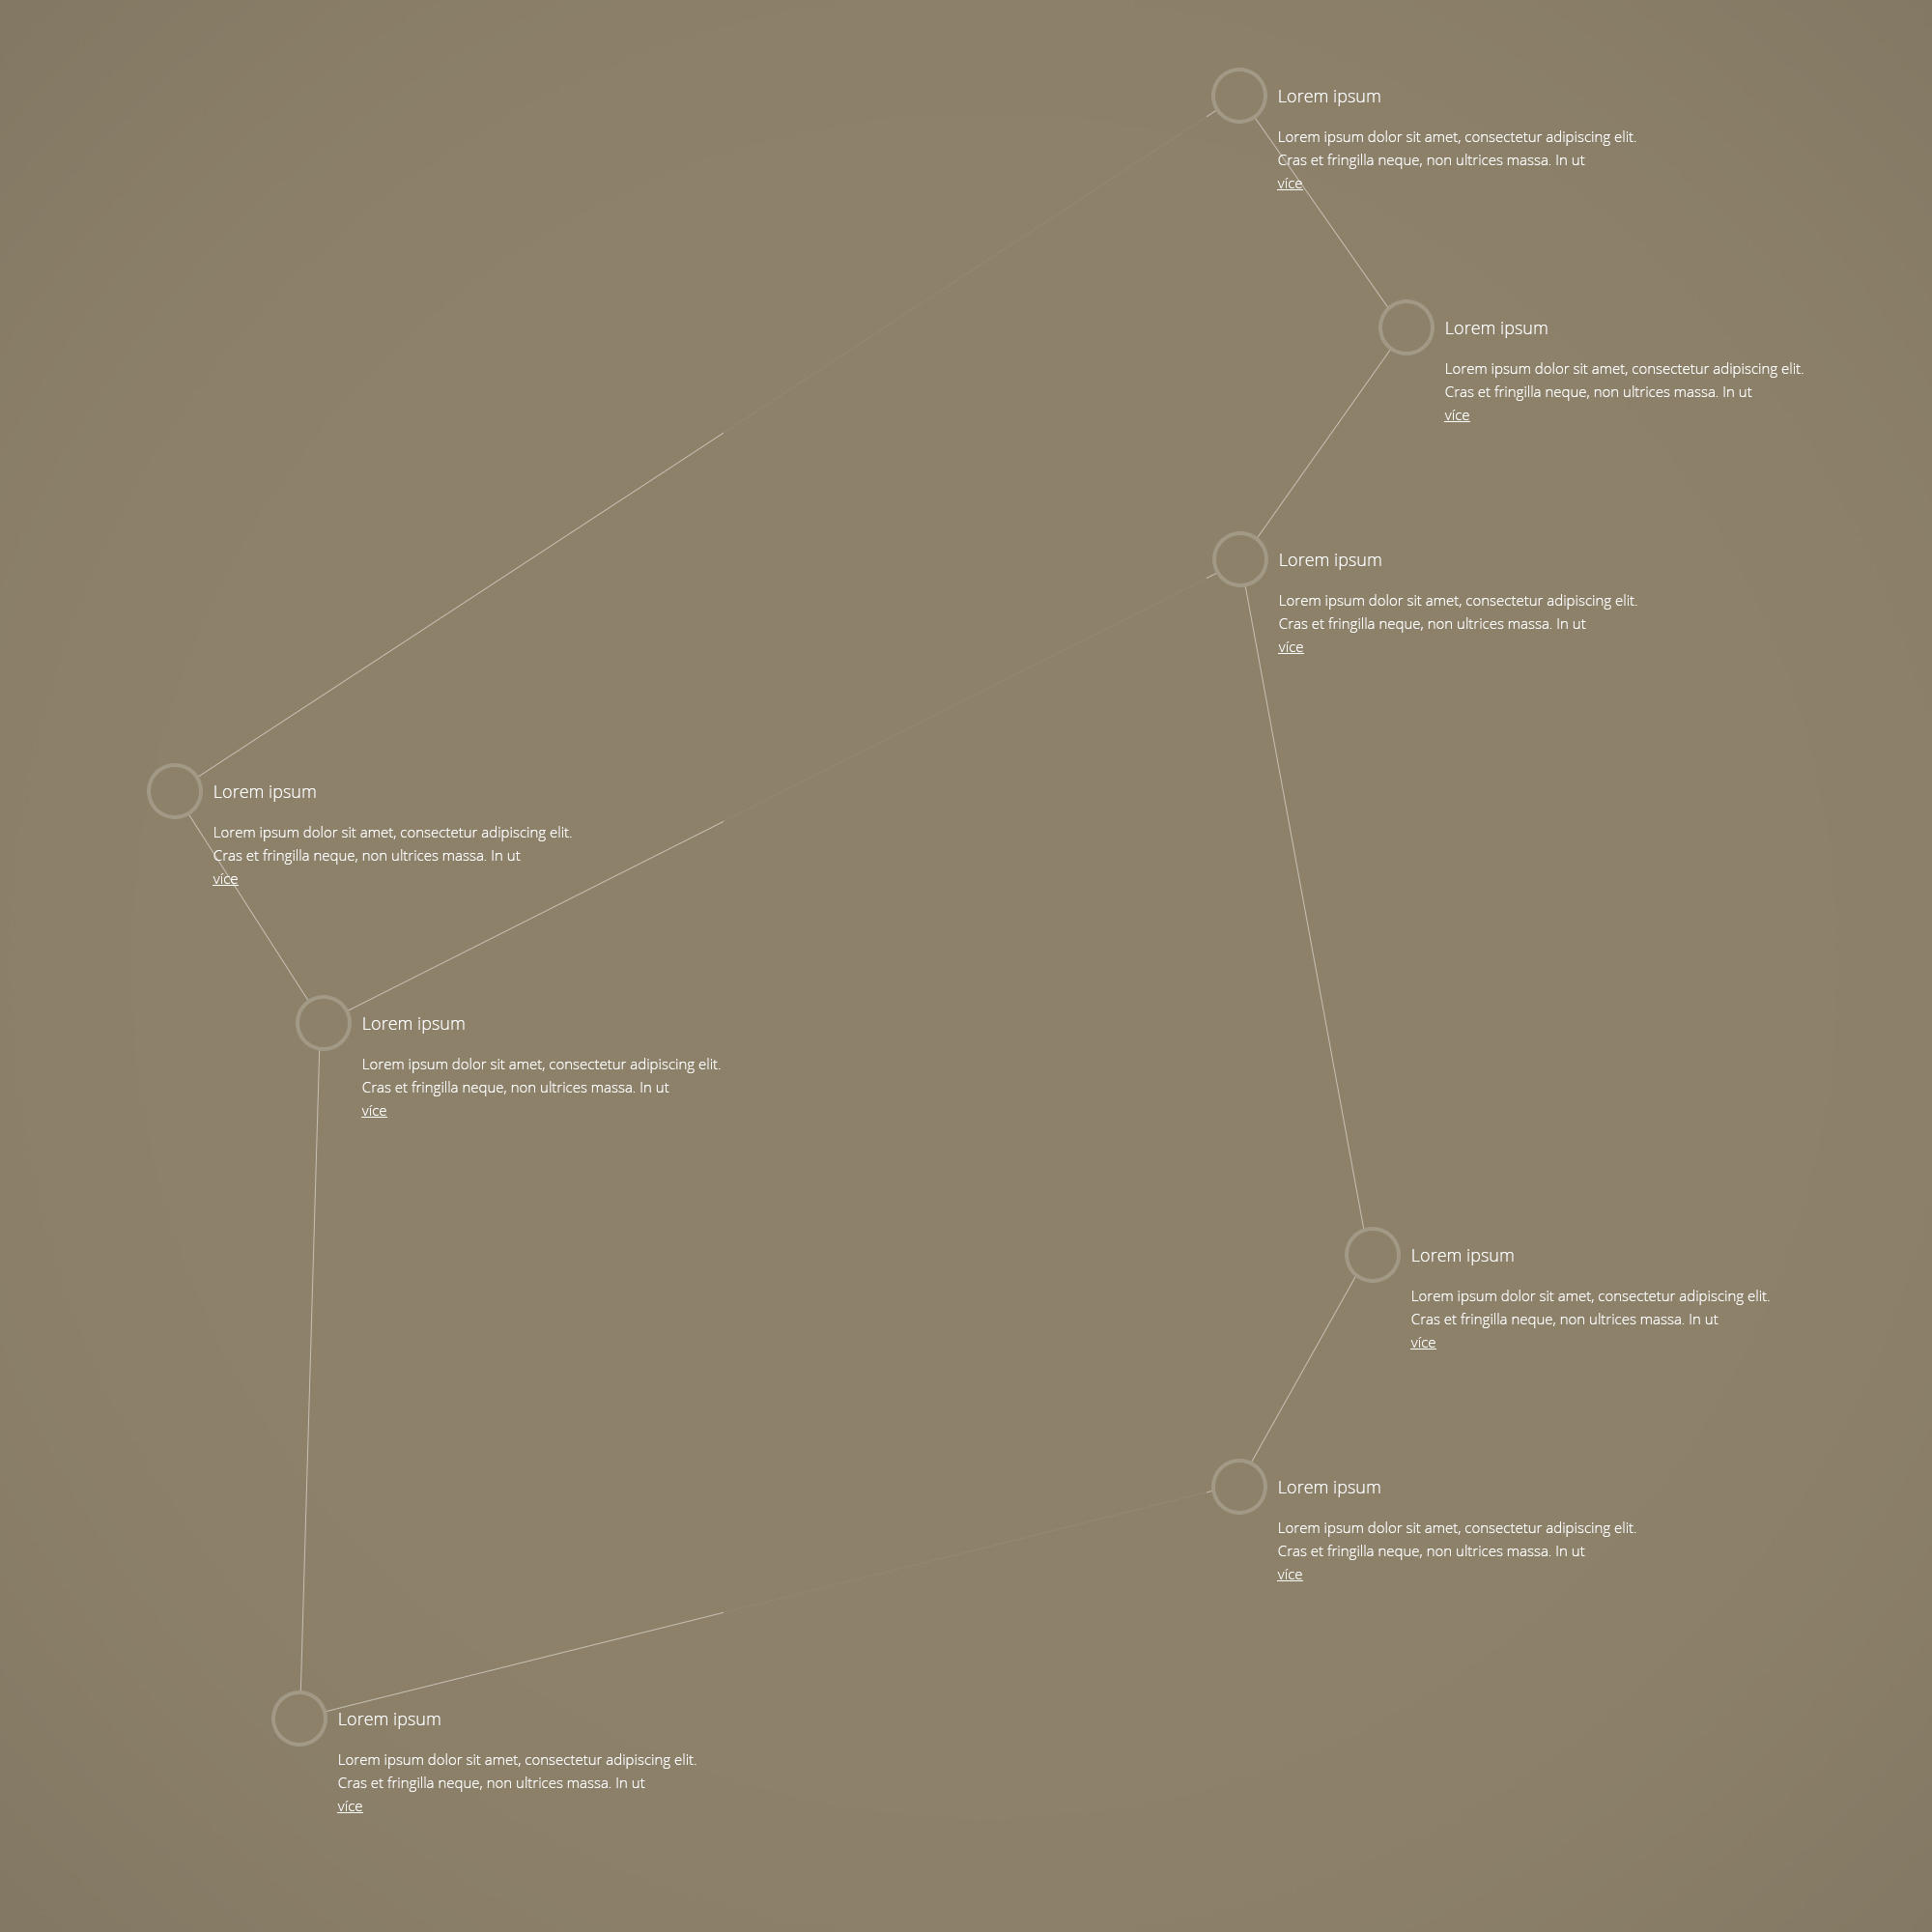 Lorem ipsum
Lorem ipsum dolor sit amet, consectetur adipiscing elit.
Cras et fringilla neque, non ultrices massa. In ut
více
Lorem ipsum
Lorem ipsum dolor sit amet, consectetur adipiscing elit.
Cras et fringilla neque, non ultrices massa. In ut
více
Lorem ipsum
Lorem ipsum dolor sit amet, consectetur adipiscing elit.
Cras et fringilla neque, non ultrices massa. In ut
více
Lorem ipsum
Lorem ipsum dolor sit amet, consectetur adipiscing elit.
Cras et fringilla neque, non ultrices massa. In ut
více
Lorem ipsum
Lorem ipsum dolor sit amet, consectetur adipiscing elit.
Cras et fringilla neque, non ultrices massa. In ut
více
Lorem ipsum
Lorem ipsum dolor sit amet, consectetur adipiscing elit.
Cras et fringilla neque, non ultrices massa. In ut
více
Lorem ipsum
Lorem ipsum dolor sit amet, consectetur adipiscing elit.
Cras et fringilla neque, non ultrices massa. In ut
více
Lorem ipsum
Lorem ipsum dolor sit amet, consectetur adipiscing elit.
Cras et fringilla neque, non ultrices massa. In ut
více